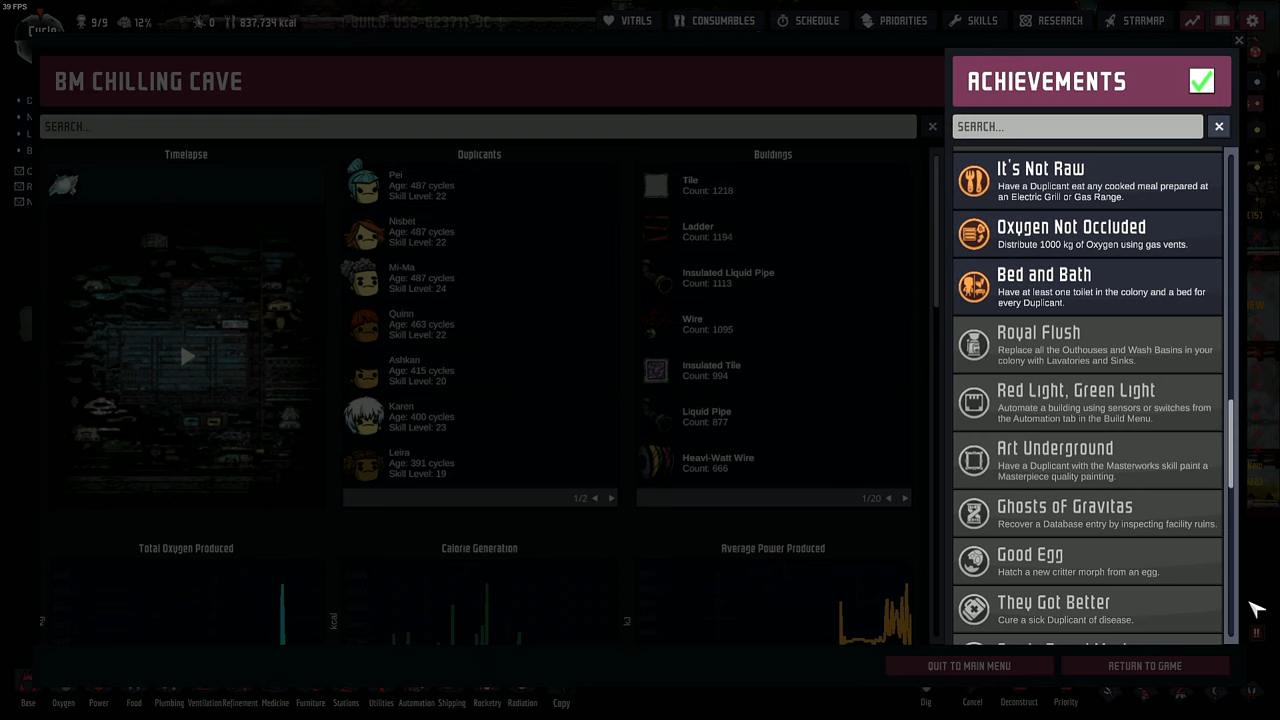 39 FPS
9/9
12%
0
837,734 kcal
BUILD: U52-623711-SC
VITALS
CONSUMABLES
SCHEDULE
PRIORITIES
SKILLS
RESEARCH
STARMAP
BM CHILLING CAVE
SEARCH...
Timelapse
Duplicants
Pei
Age: 487 cycles
Skill Level: 22
Nisbet
Age: 487 cycles
Skill Level: 22
Mi-Ma
Age: 487 cycles
Skill Level: 24
Quinn
Age: 463 cycles
Skill Level: 22
Ashkan
Age: 415 cycles
Skill Level: 20
Karen
Age: 400 cycles
Skill Level: 23
Leira
Age: 391 cycles
Skill Level: 19
1/2
Buildings
Tile
Count: 1218
Ladder
Count: 1194
Insulated Liquid Pipe
Count: 1113
Wire
Count: 1095
Insulated Tile
Count: 994
Liquid Pipe
Count: 877
Heavi-Watt Wire
Count: 666
1/20
Total Oxygen Produced
Calorie Generation
kcal
Average Power Produced
kJ
ACHIEVEMENTS
SEARCH...
It's Not Raw
Have a Duplicant eat any cooked meal prepared at
an Electric Grill or Gas Range.
Oxygen Not Occluded
Distribute 1000 kg of Oxygen using gas vents.
Bed and Bath
Have at least one toilet in the colony and a bed for
every Duplicant.
Royal Flush
Replace all the Outhouses and Wash Basins in your
colony with Lavatories and Sinks.
Red Light, Green Light
Automate a building using sensors or switches from
the Automation tab in the Build Menu.
Art Underground
Have a Duplicant with the Masterworks skill paint a
Masterpiece quality painting.
Ghosts of Gravitas
Recover a Database entry by inspecting facility ruins.
Good Egg
Hatch a new critter morph from an egg.
They Got Better
Cure a sick Duplicant of disease.
QUIT TO MAIN MENU
RETURN TO GAME
Base
Oxygen
Power
Food
Plumbing
Ventilation
Refinement
Medicine
Furniture
Stations
Utilities
Automation
Shipping
Rocketry
Radiation
Copy
Dig
Cancel
Deconstruct
Priority